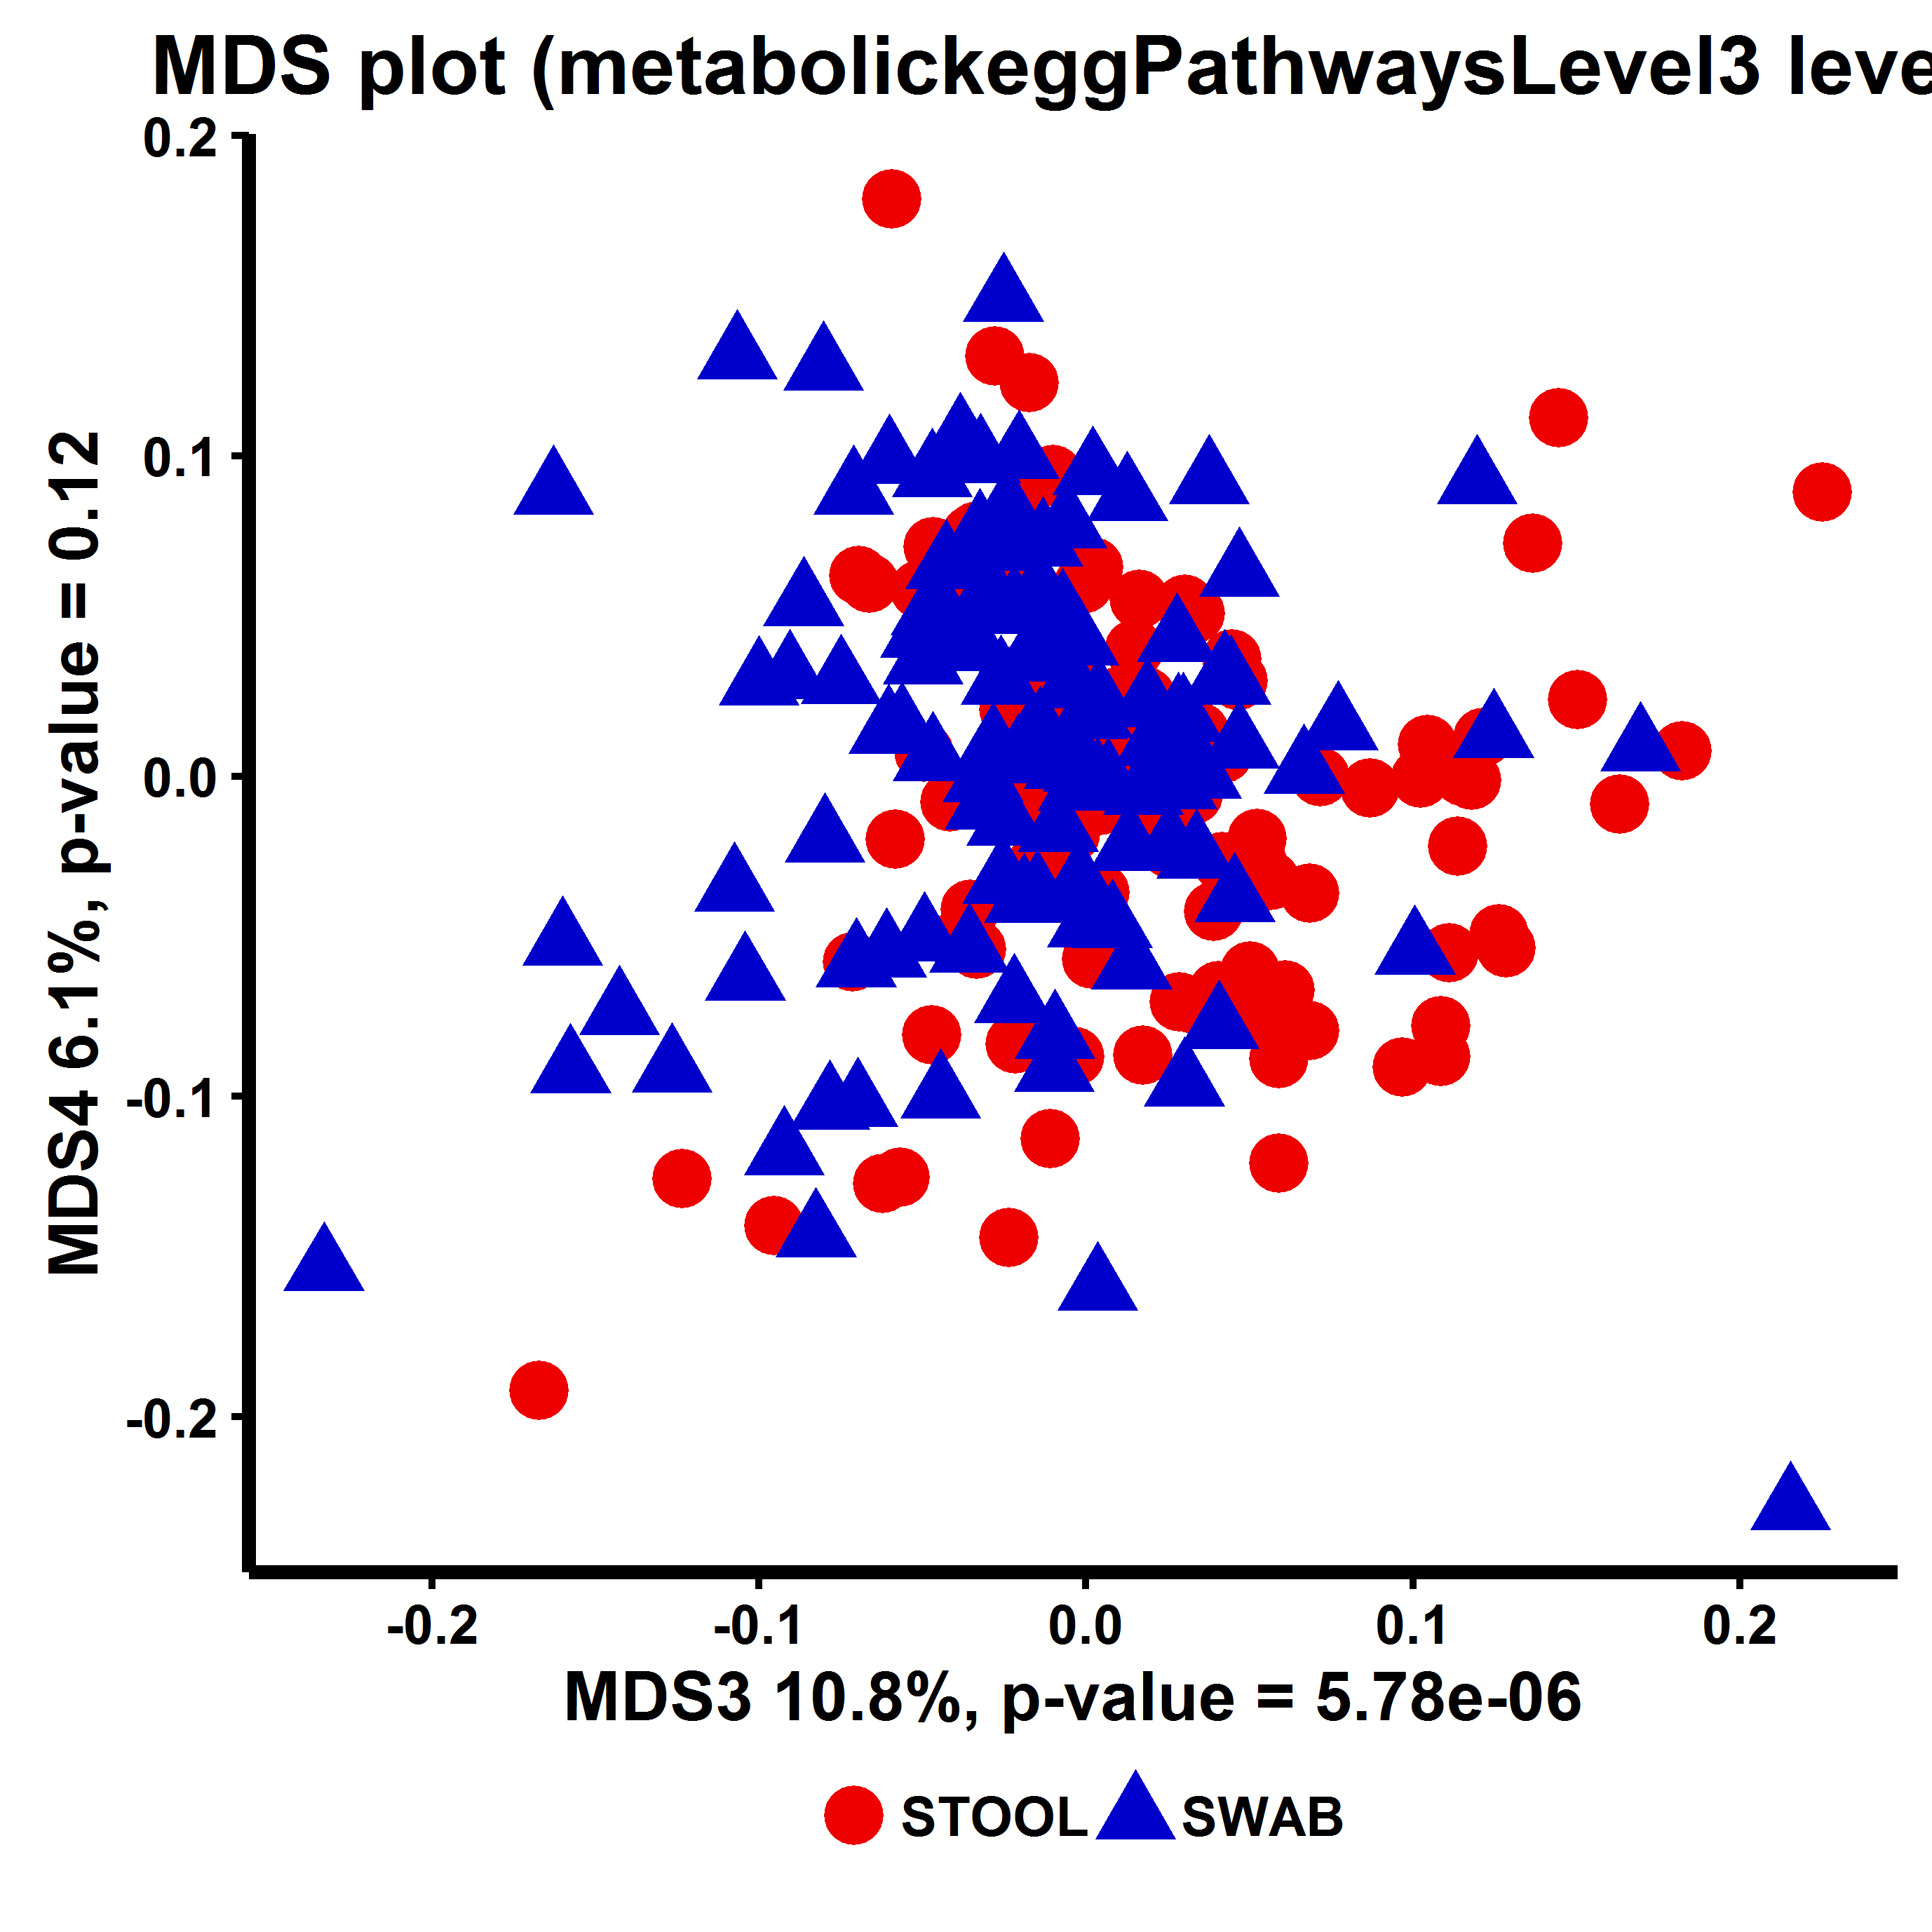 MDS plot (metabolickeggPathwaysLevel3 leve
0.2
0.1
0.0
-0.1
-0.2
MDS4 6.1%, p-value = 0.12
-0.2 -0.1 0.0 0.1 0.2
MDS3 10.8%, p-value = 5.78e-06
STOOL SWAB